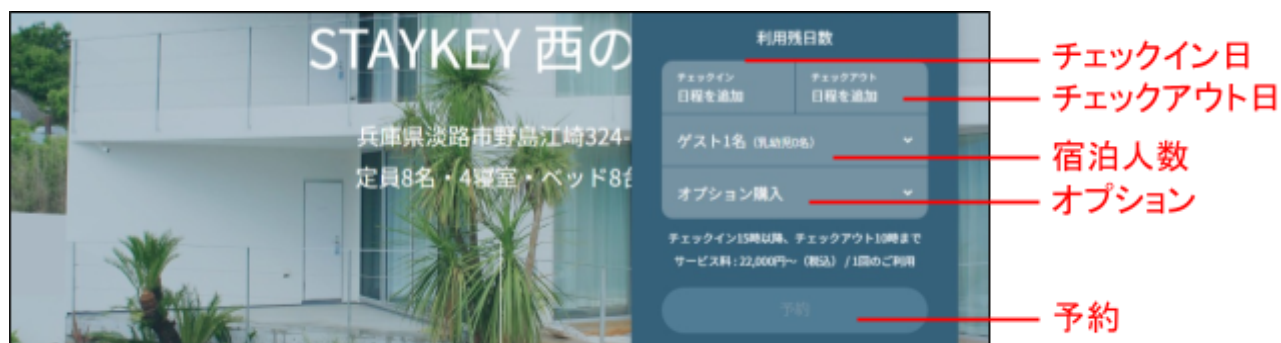 STAYKEY 西の
兵庫県淡路市野島江崎324
定員8名・4寝室・ベッド8台
利用残日数
チェックイン
日程を追加
チェックアウト
日程を追加
ゲスト1名（乳幼児0名）
オプション購入
チェックイン15時以降、チェックアウト10時まで
サービス料：22,000円～（税込）/1回のご利用
予約
チェックイン日
チェックアウト日
宿泊人数
オプション
予約